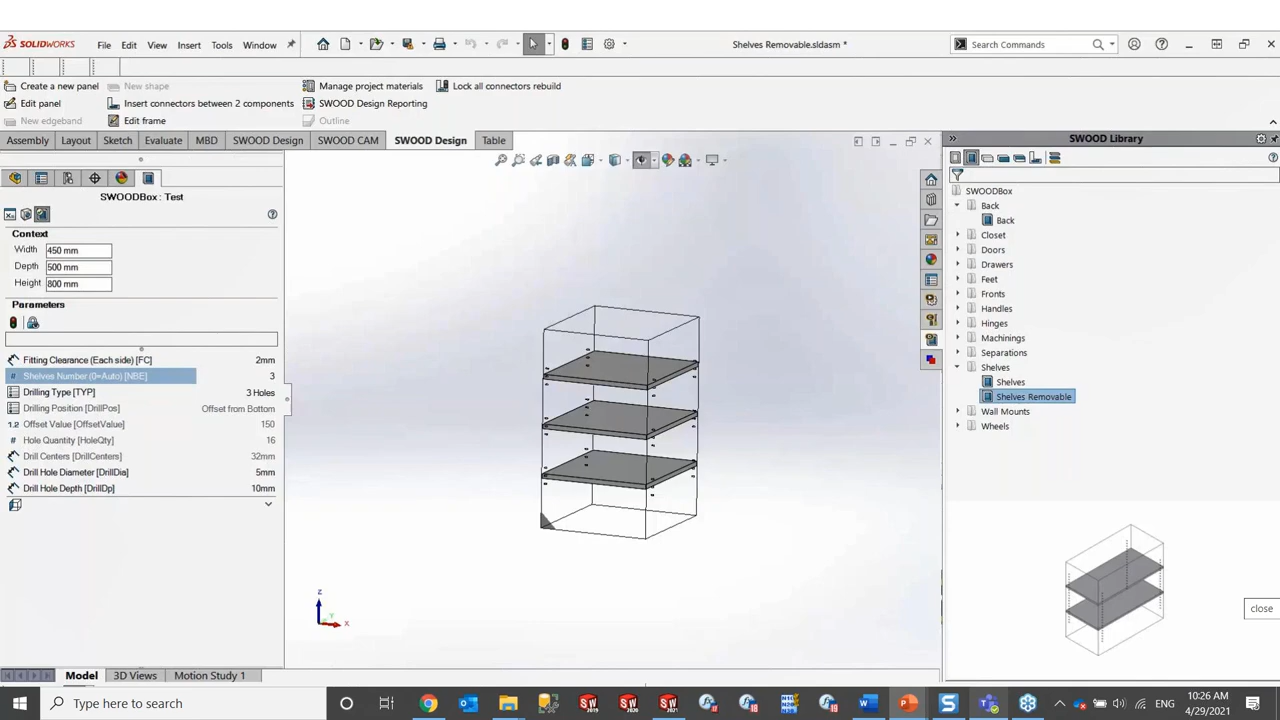 SOLIDWORKS File Edit View Insert Tools Window Shelves Removable.sldasm * Search Commands
Create a new panel New shape Manage project materials Lock all connectors rebuild
Edit panel Insert connectors between 2 components SWOOD Design Reporting
New edgeband Edit frame Outline
Assembly Layout Sketch Evaluate MBD SWOOD Design SWOOD CAM SWOOD Design Table
SWOODBox : Test
Context
Width 450 mm
Depth 500 mm
Height 800 mm
Parameters
Fitting Clearance (Each side) [FC] 2mm
Shelves Number (0=Auto) [NBE] 3
Drilling Type [TYP] 3 Holes
Drilling Position [DrillPos] Offset from Bottom
1.2 Offset Value [OffsetValue] 150
Hole Quantity [HoleQty] 16
Drill Centers [DrillCenters] 32mm
Drill Hole Diameter [DrillDia] 5mm
Drill Hole Depth [DrillDp] 10mm
z
Y
X
SWOOD Library
SWOODBox
Back
Back
Closet
Doors
Drawers
Feet
Fronts
Handles
Hinges
Machinings
Separations
Shelves
Shelves
Shelves Removable
Wall Mounts
Wheels
close
Model 3D Views Motion Study 1
Type here to search
2019
2020
ENG
10:26 AM
4/29/2021